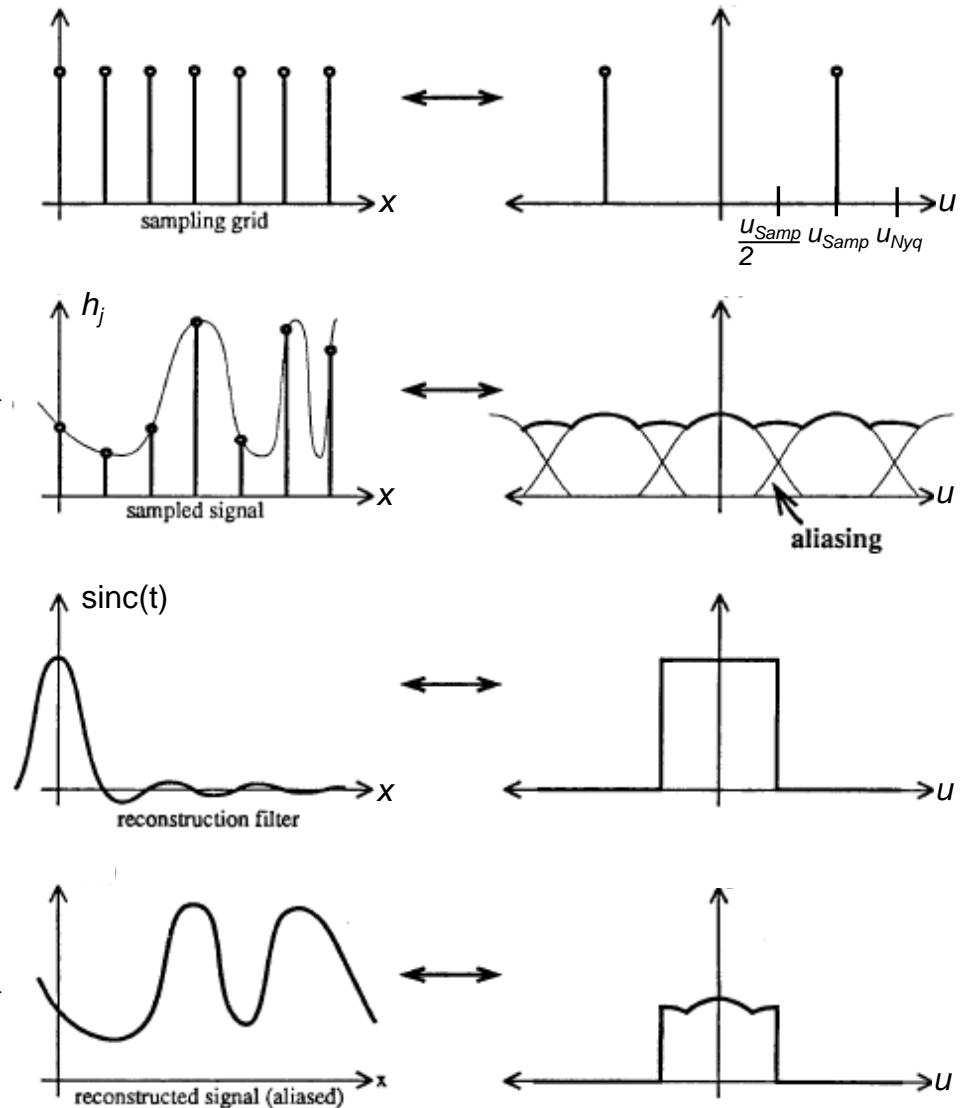 x
u
sampling grid
u_Samp/2 u_Samp u_Nyq
h_j
x
u
sampled signal
aliasing
sinc(t)
x
u
reconstruction filter
x
u
reconstructed signal (aliased)